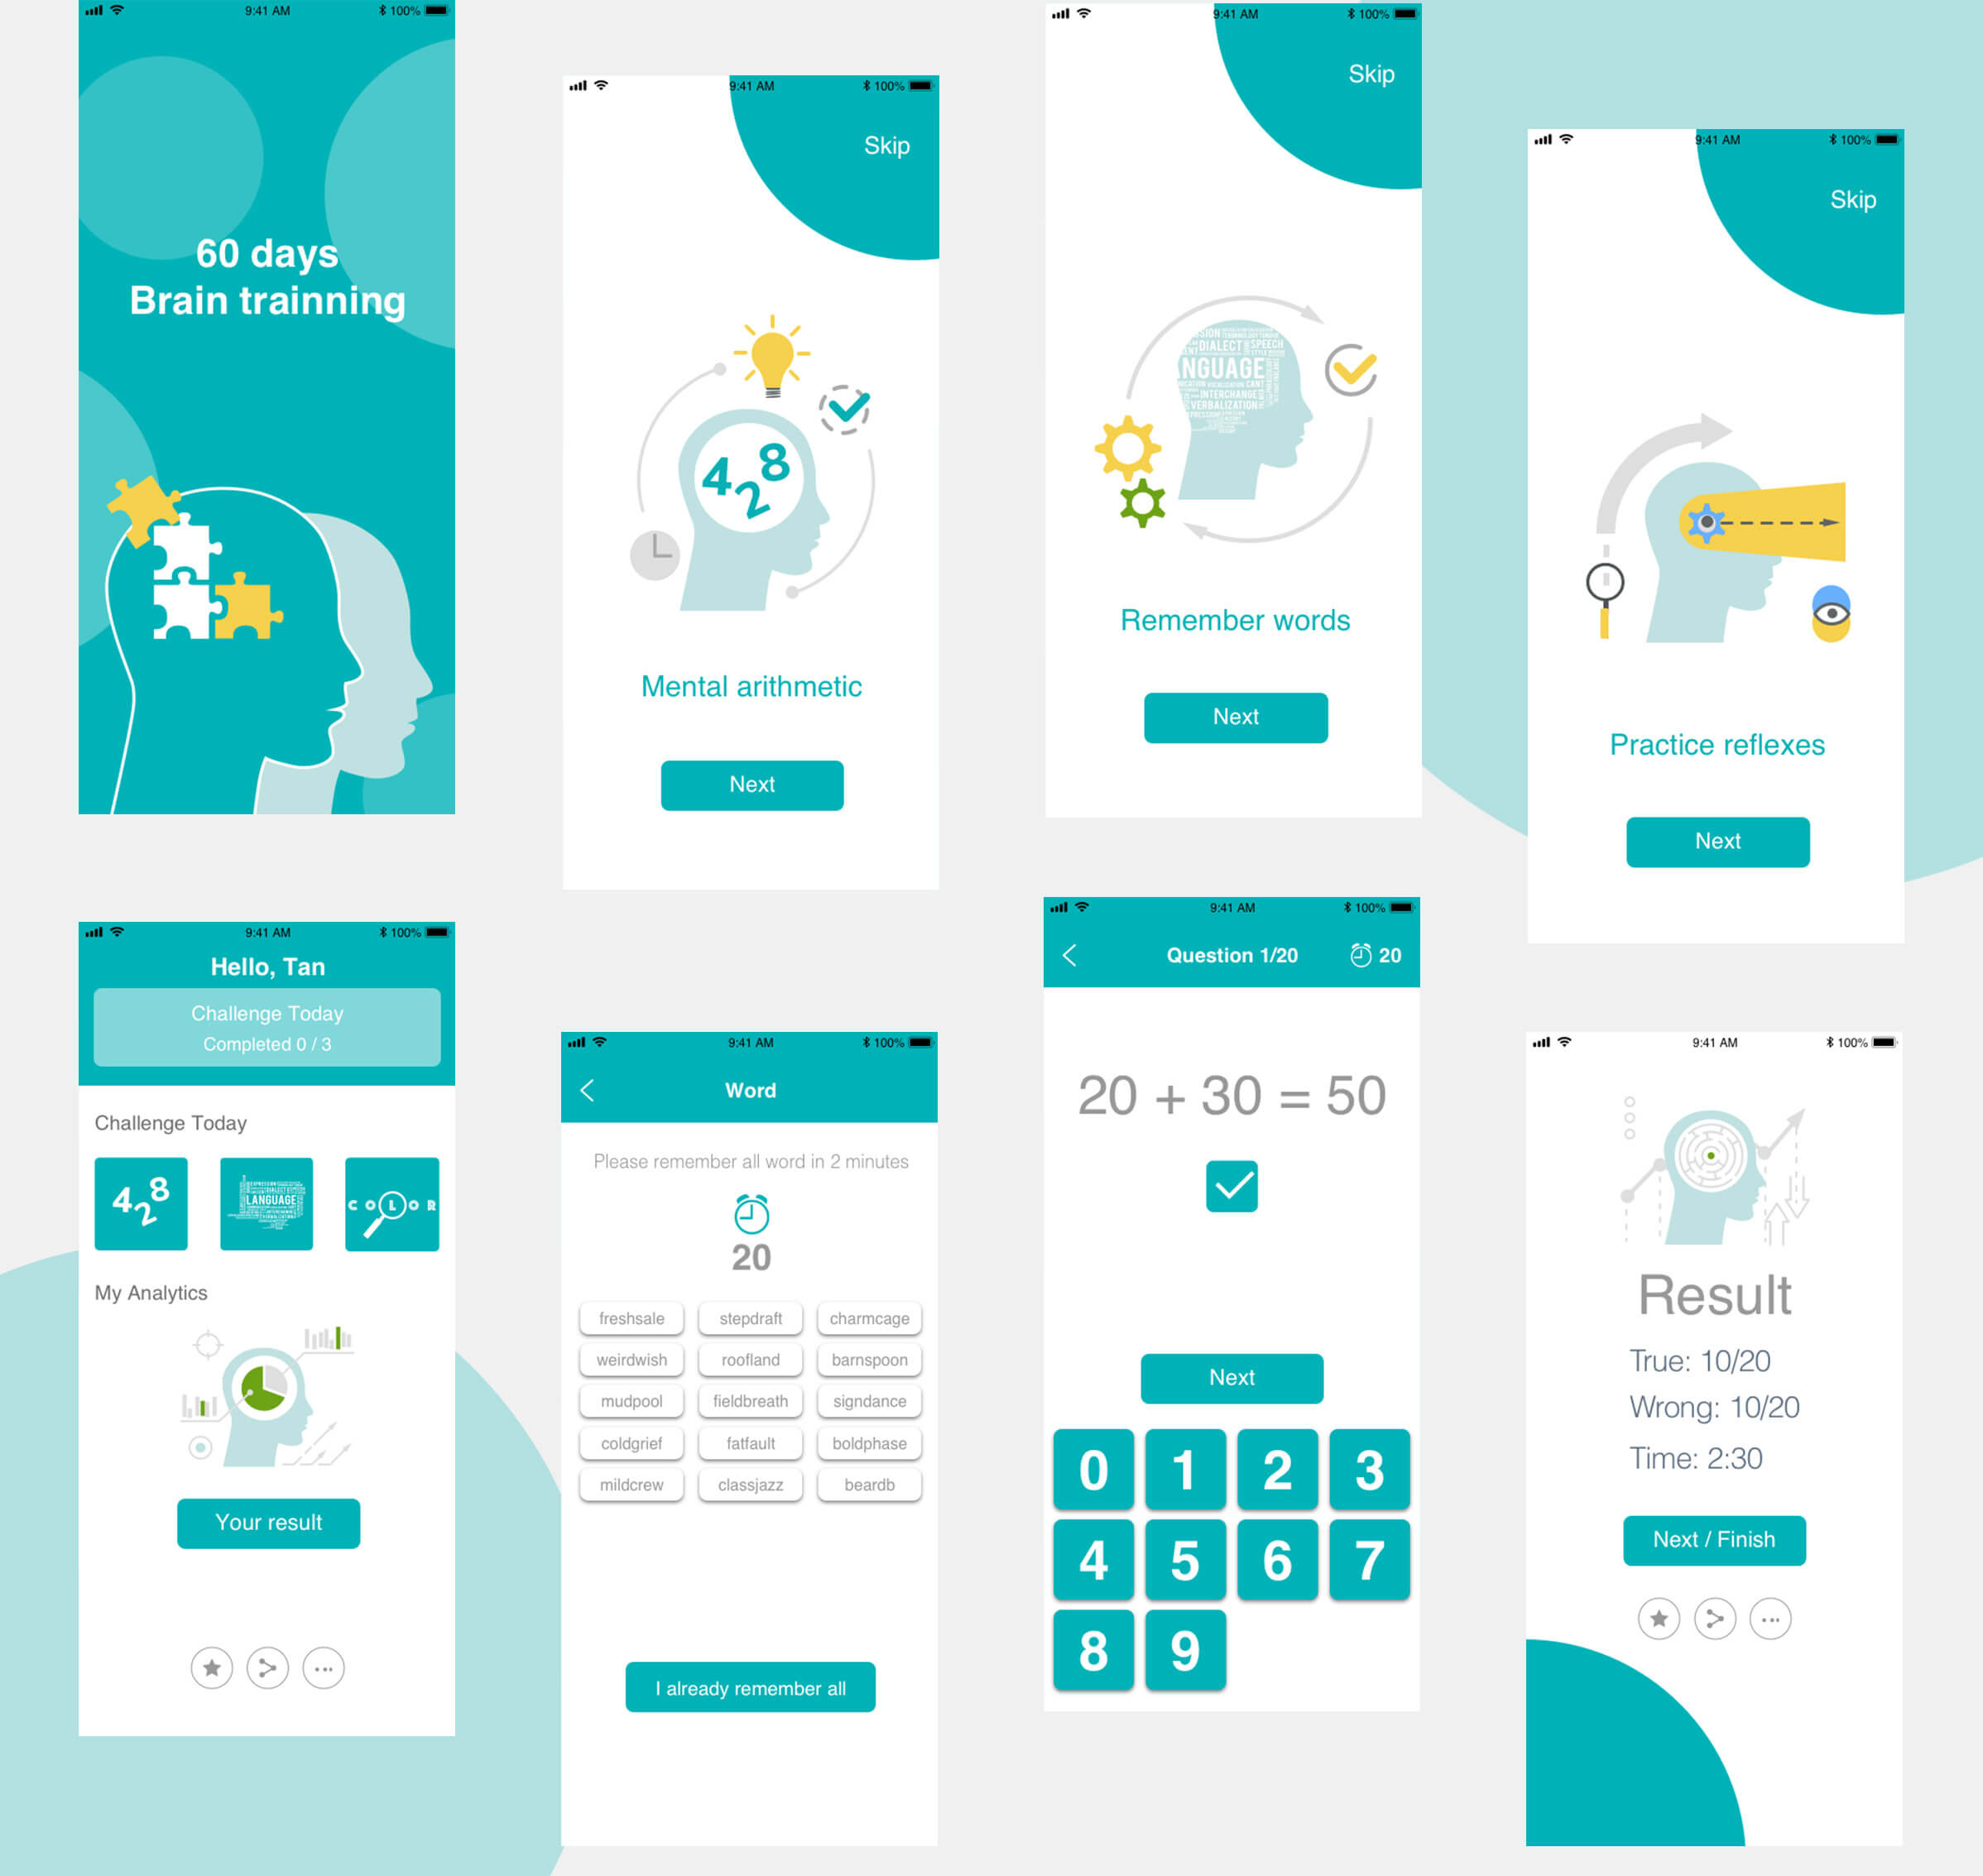 9:41 AM
100%
60 days
Brain trainning
9:41 AM
100%
Skip
4 2 8
Mental arithmetic
Next
9:41 AM
100%
Skip
DIALECT
SPEECH
NGUAGE
INTERCHANGE
VERBALIZATION
Remember words
Next
9:41 AM
100%
Skip
Practice reflexes
Next
9:41 AM
100%
Hello, Tan
Challenge Today
Completed 0 / 3
Challenge Today
4 2 8
LANGUAGE
COLOR
My Analytics
Your result
9:41 AM
100%
Word
Please remember all word in 2 minutes
20
freshsale stepdraft charmcage
weirdwish roofland barnspoon
mudpool fieldbreath signdance
coldgrief fatfault boldphase
mildcrew classjazz beardb
I already remember all
9:41 AM
100%
Question 1/20
20
20 + 30 = 50
Next
0 1 2 3
4 5 6 7
8 9
9:41 AM
100%
Result
True: 10/20
Wrong: 10/20
Time: 2:30
Next / Finish